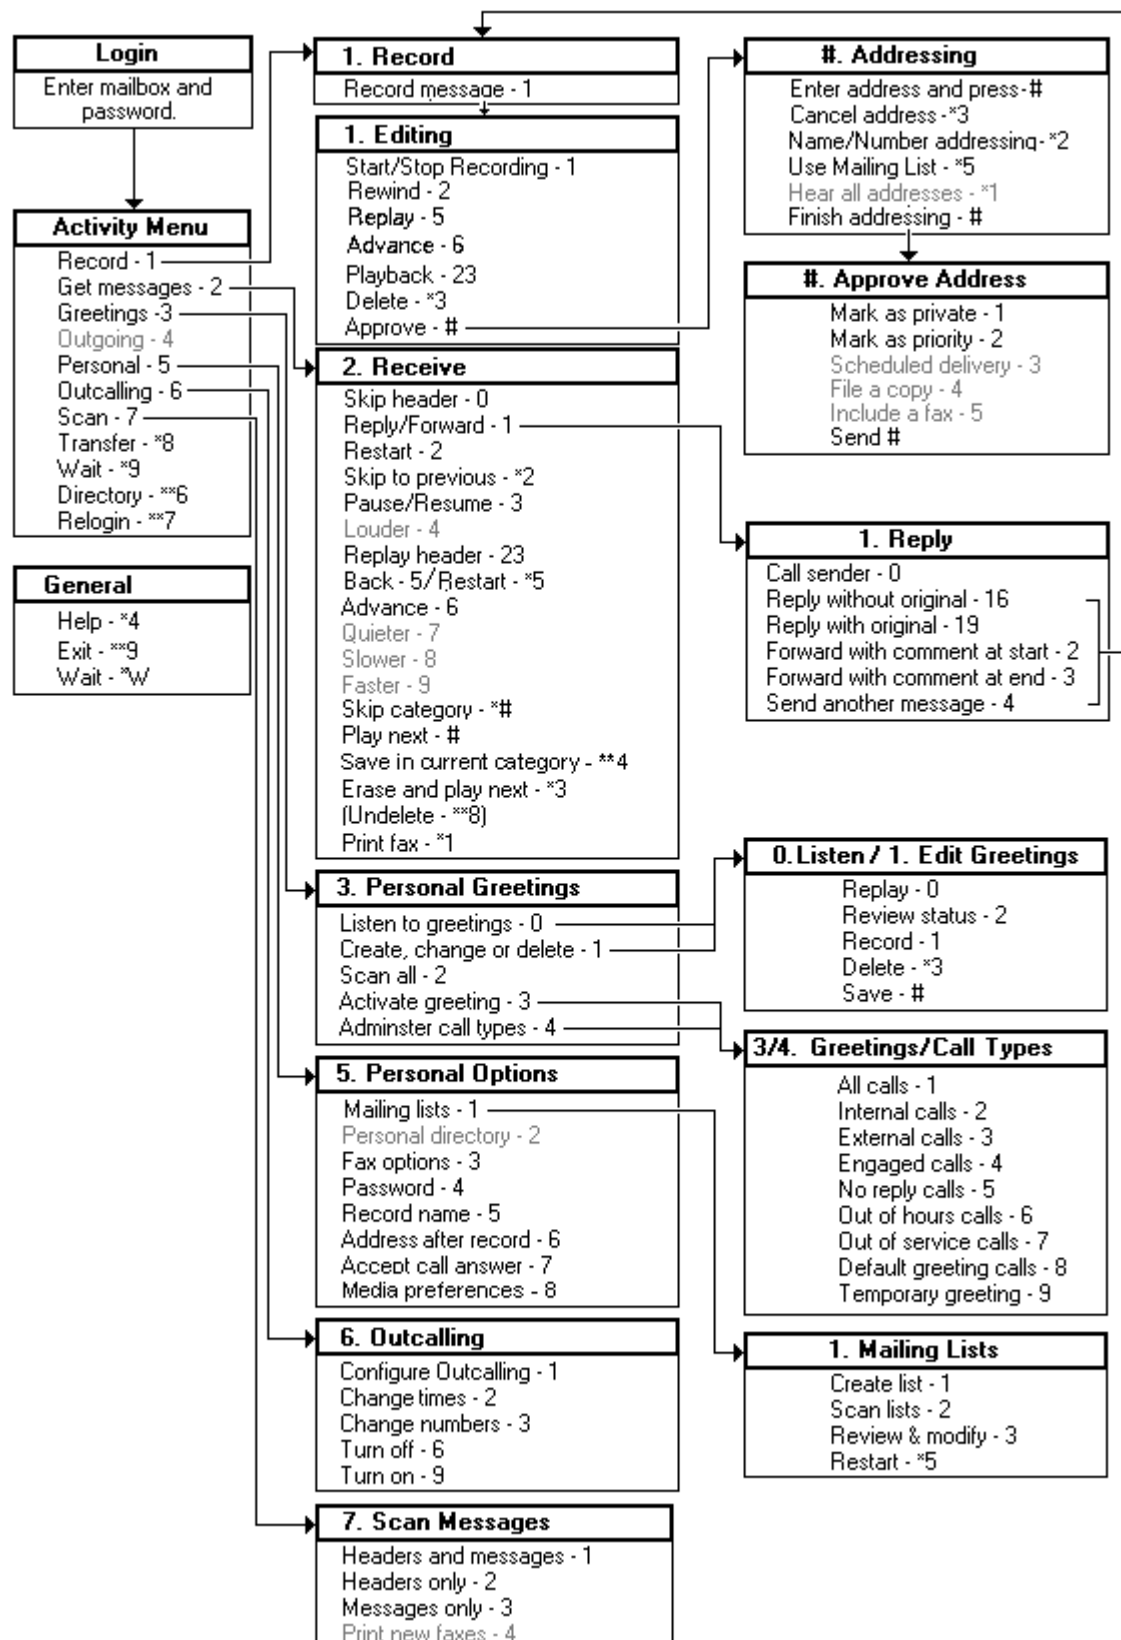 Login
Enter mailbox and
password.
Activity Menu
Record - 1
Get messages - 2
Greetings -3
Outgoing - 4
Personal - 5
Outcalling - 6
Scan - 7
Transfer - *8
Wait - *9
Directory - **6
Relogin - **7
General
Help - *4
Exit - **9
Wait - *W
1. Record
Record message - 1
1. Editing
Start/Stop Recording - 1
Rewind - 2
Replay - 5
Advance - 6
Playback - 23
Delete - *3
Approve - #
2. Receive
Skip header - 0
Reply/Forward - 1
Restart - 2
Skip to previous - *2
Pause/Resume - 3
Louder - 4
Replay header - 23
Back - 5/Restart - *5
Advance - 6
Quieter - 7
Slower - 8
Faster - 9
Skip category - *#
Play next - #
Save in current category - **4
Erase and play next - *3
(Undelete - **8)
Print fax - *1
3. Personal Greetings
Listen to greetings - 0
Create, change or delete - 1
Scan all - 2
Activate greeting - 3
Adminster call types - 4
5. Personal Options
Mailing lists - 1
Personal directory - 2
Fax options - 3
Password - 4
Record name - 5
Address after record - 6
Accept call answer - 7
Media preferences - 8
6. Outcalling
Configure Outcalling - 1
Change times - 2
Change numbers - 3
Turn off - 6
Turn on - 9
7. Scan Messages
Headers and messages - 1
Headers only - 2
Messages only - 3
Print new faxes - 4
#. Addressing
Enter address and press - #
Cancel address - *3
Name/Number addressing - *2
Use Mailing List - *5
Hear all addresses - *1
Finish addressing - #
#. Approve Address
Mark as private - 1
Mark as priority - 2
Scheduled delivery - 3
File a copy - 4
Include a fax - 5
Send #
1. Reply
Call sender - 0
Reply without original - 16
Reply with original - 19
Forward with comment at start - 2
Forward with comment at end - 3
Send another message - 4
0. Listen / 1. Edit Greetings
Replay - 0
Review status - 2
Record - 1
Delete - *3
Save - #
3/4. Greetings/Call Types
All calls - 1
Internal calls - 2
External calls - 3
Engaged calls - 4
No reply calls - 5
Out of hours calls - 6
Out of service calls - 7
Default greeting calls - 8
Temporary greeting - 9
1. Mailing Lists
Create list - 1
Scan lists - 2
Review & modify - 3
Restart - *5